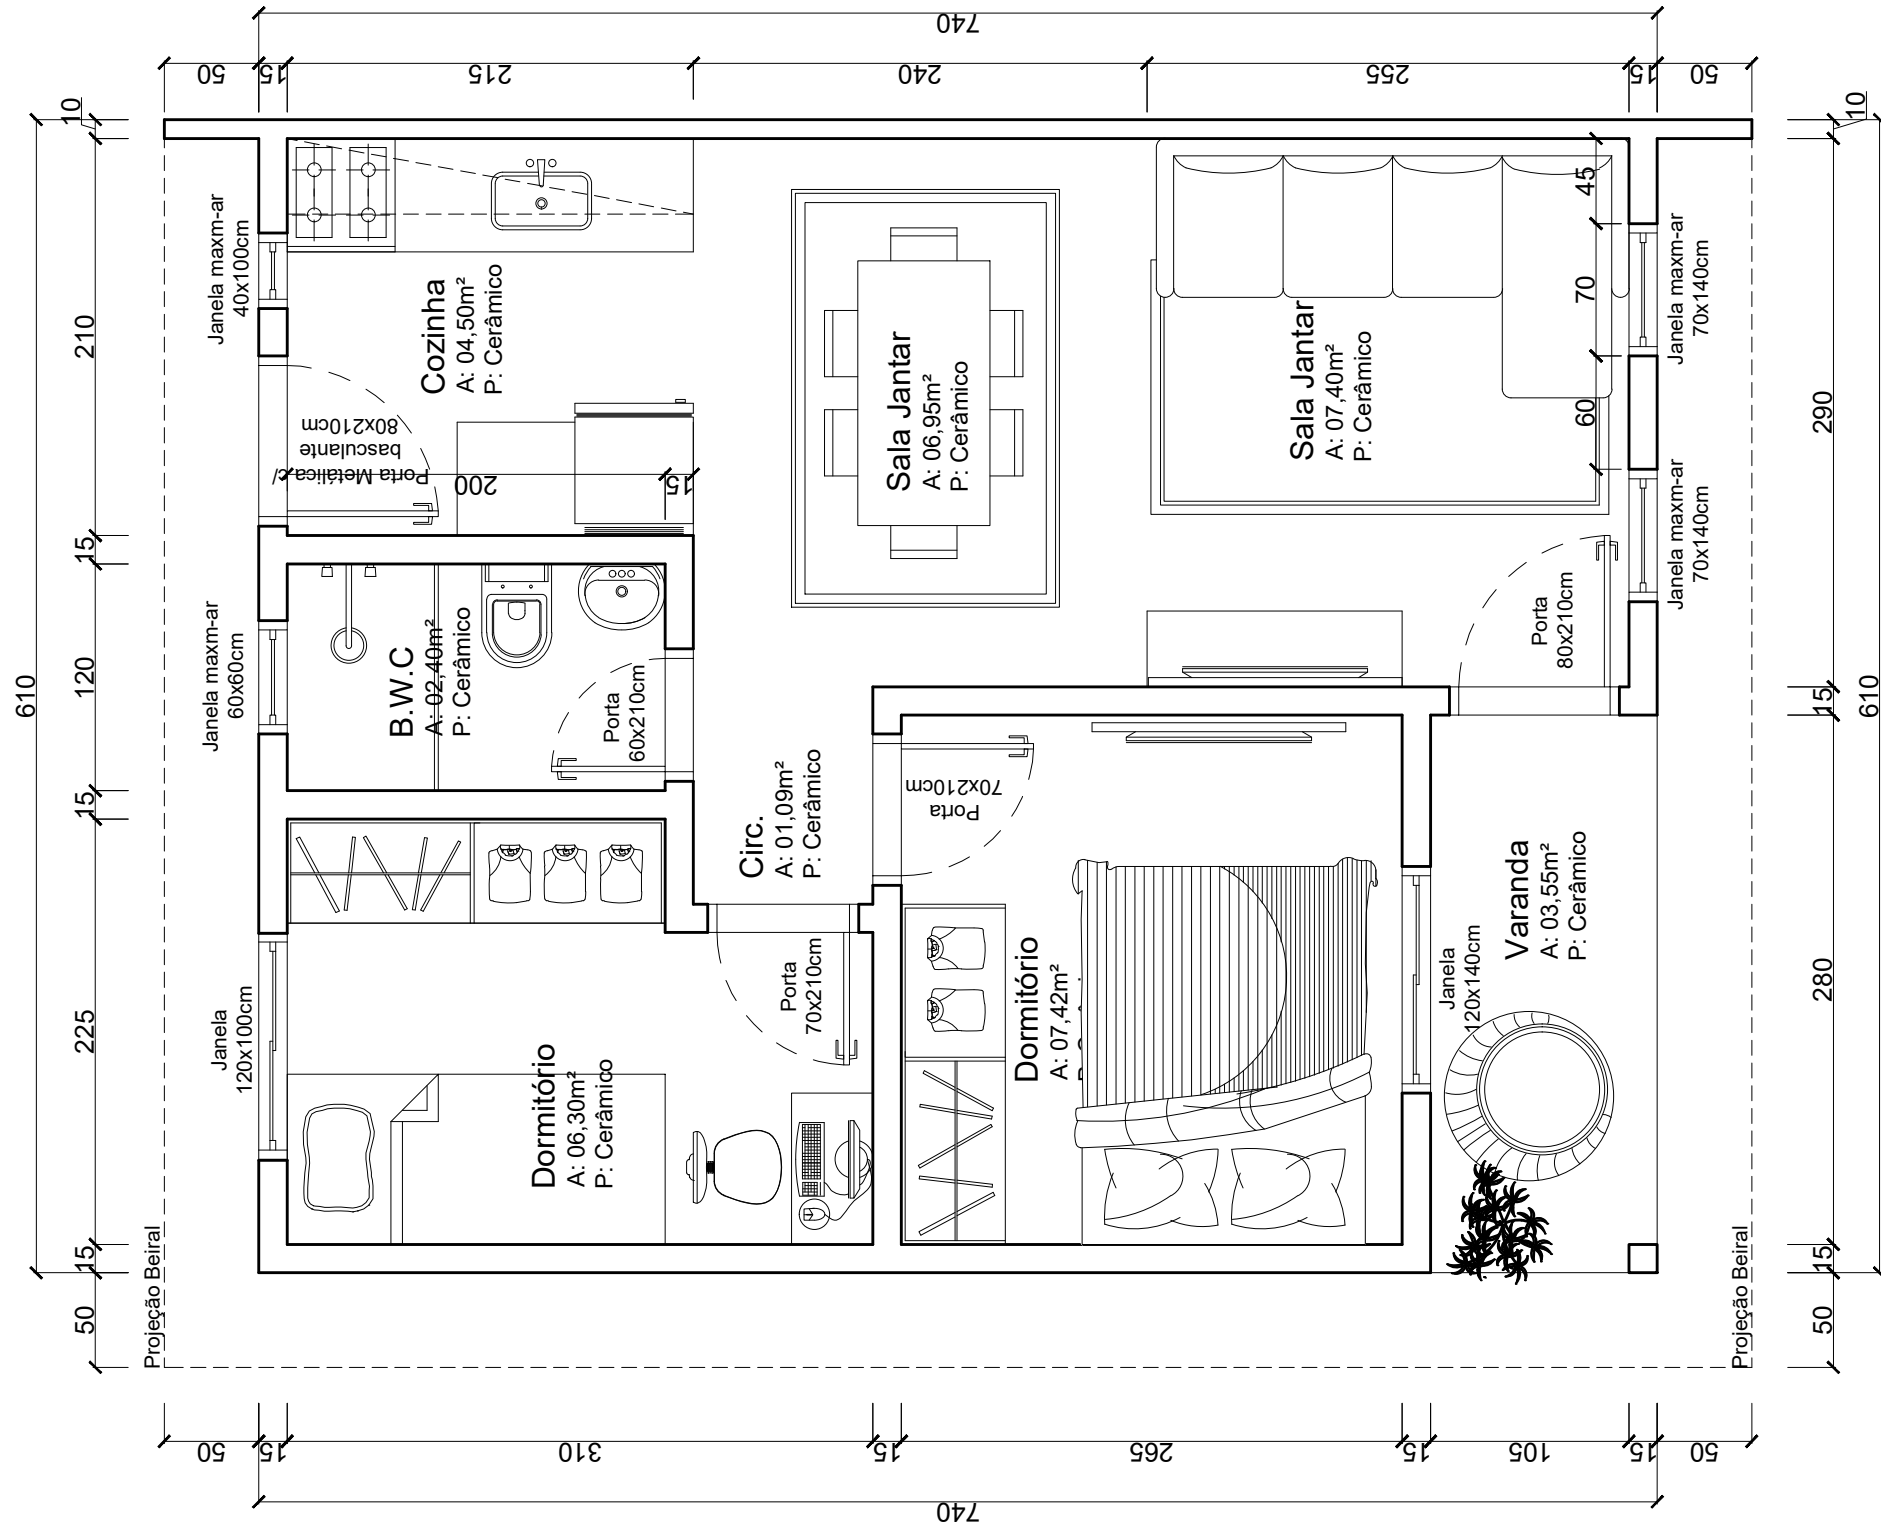 740
50
15
215
240
255
15
50
10
10
610
210
15
120
15
225
15
50
45
70
60
290
15
280
15
50
610
Janela maxm-ar
40x100cm
Cozinha
A: 04,50m²
P: Cerâmico
Porta Metálica c/
basculante
80x210cm
200
15
Sala Jantar
A: 06,95m²
P: Cerâmico
Sala Jantar
A: 07,40m²
P: Cerâmico
Janela maxm-ar
70x140cm
Janela maxm-ar
70x140cm
Janela maxm-ar
60x60cm
B.W.C
A: 02,40m²
P: Cerâmico
Porta
60x210cm
Porta
80x210cm
Circ.
A: 01,09m²
P: Cerâmico
Porta
70x210cm
Janela
120x100cm
Dormitório
A: 06,30m²
P: Cerâmico
Porta
70x210cm
Dormitório
A: 07,42m²
Janela
120x140cm
Varanda
A: 03,55m²
P: Cerâmico
Projeção Beiral
Projeção Beiral
50
15
310
15
265
15
105
15
50
740